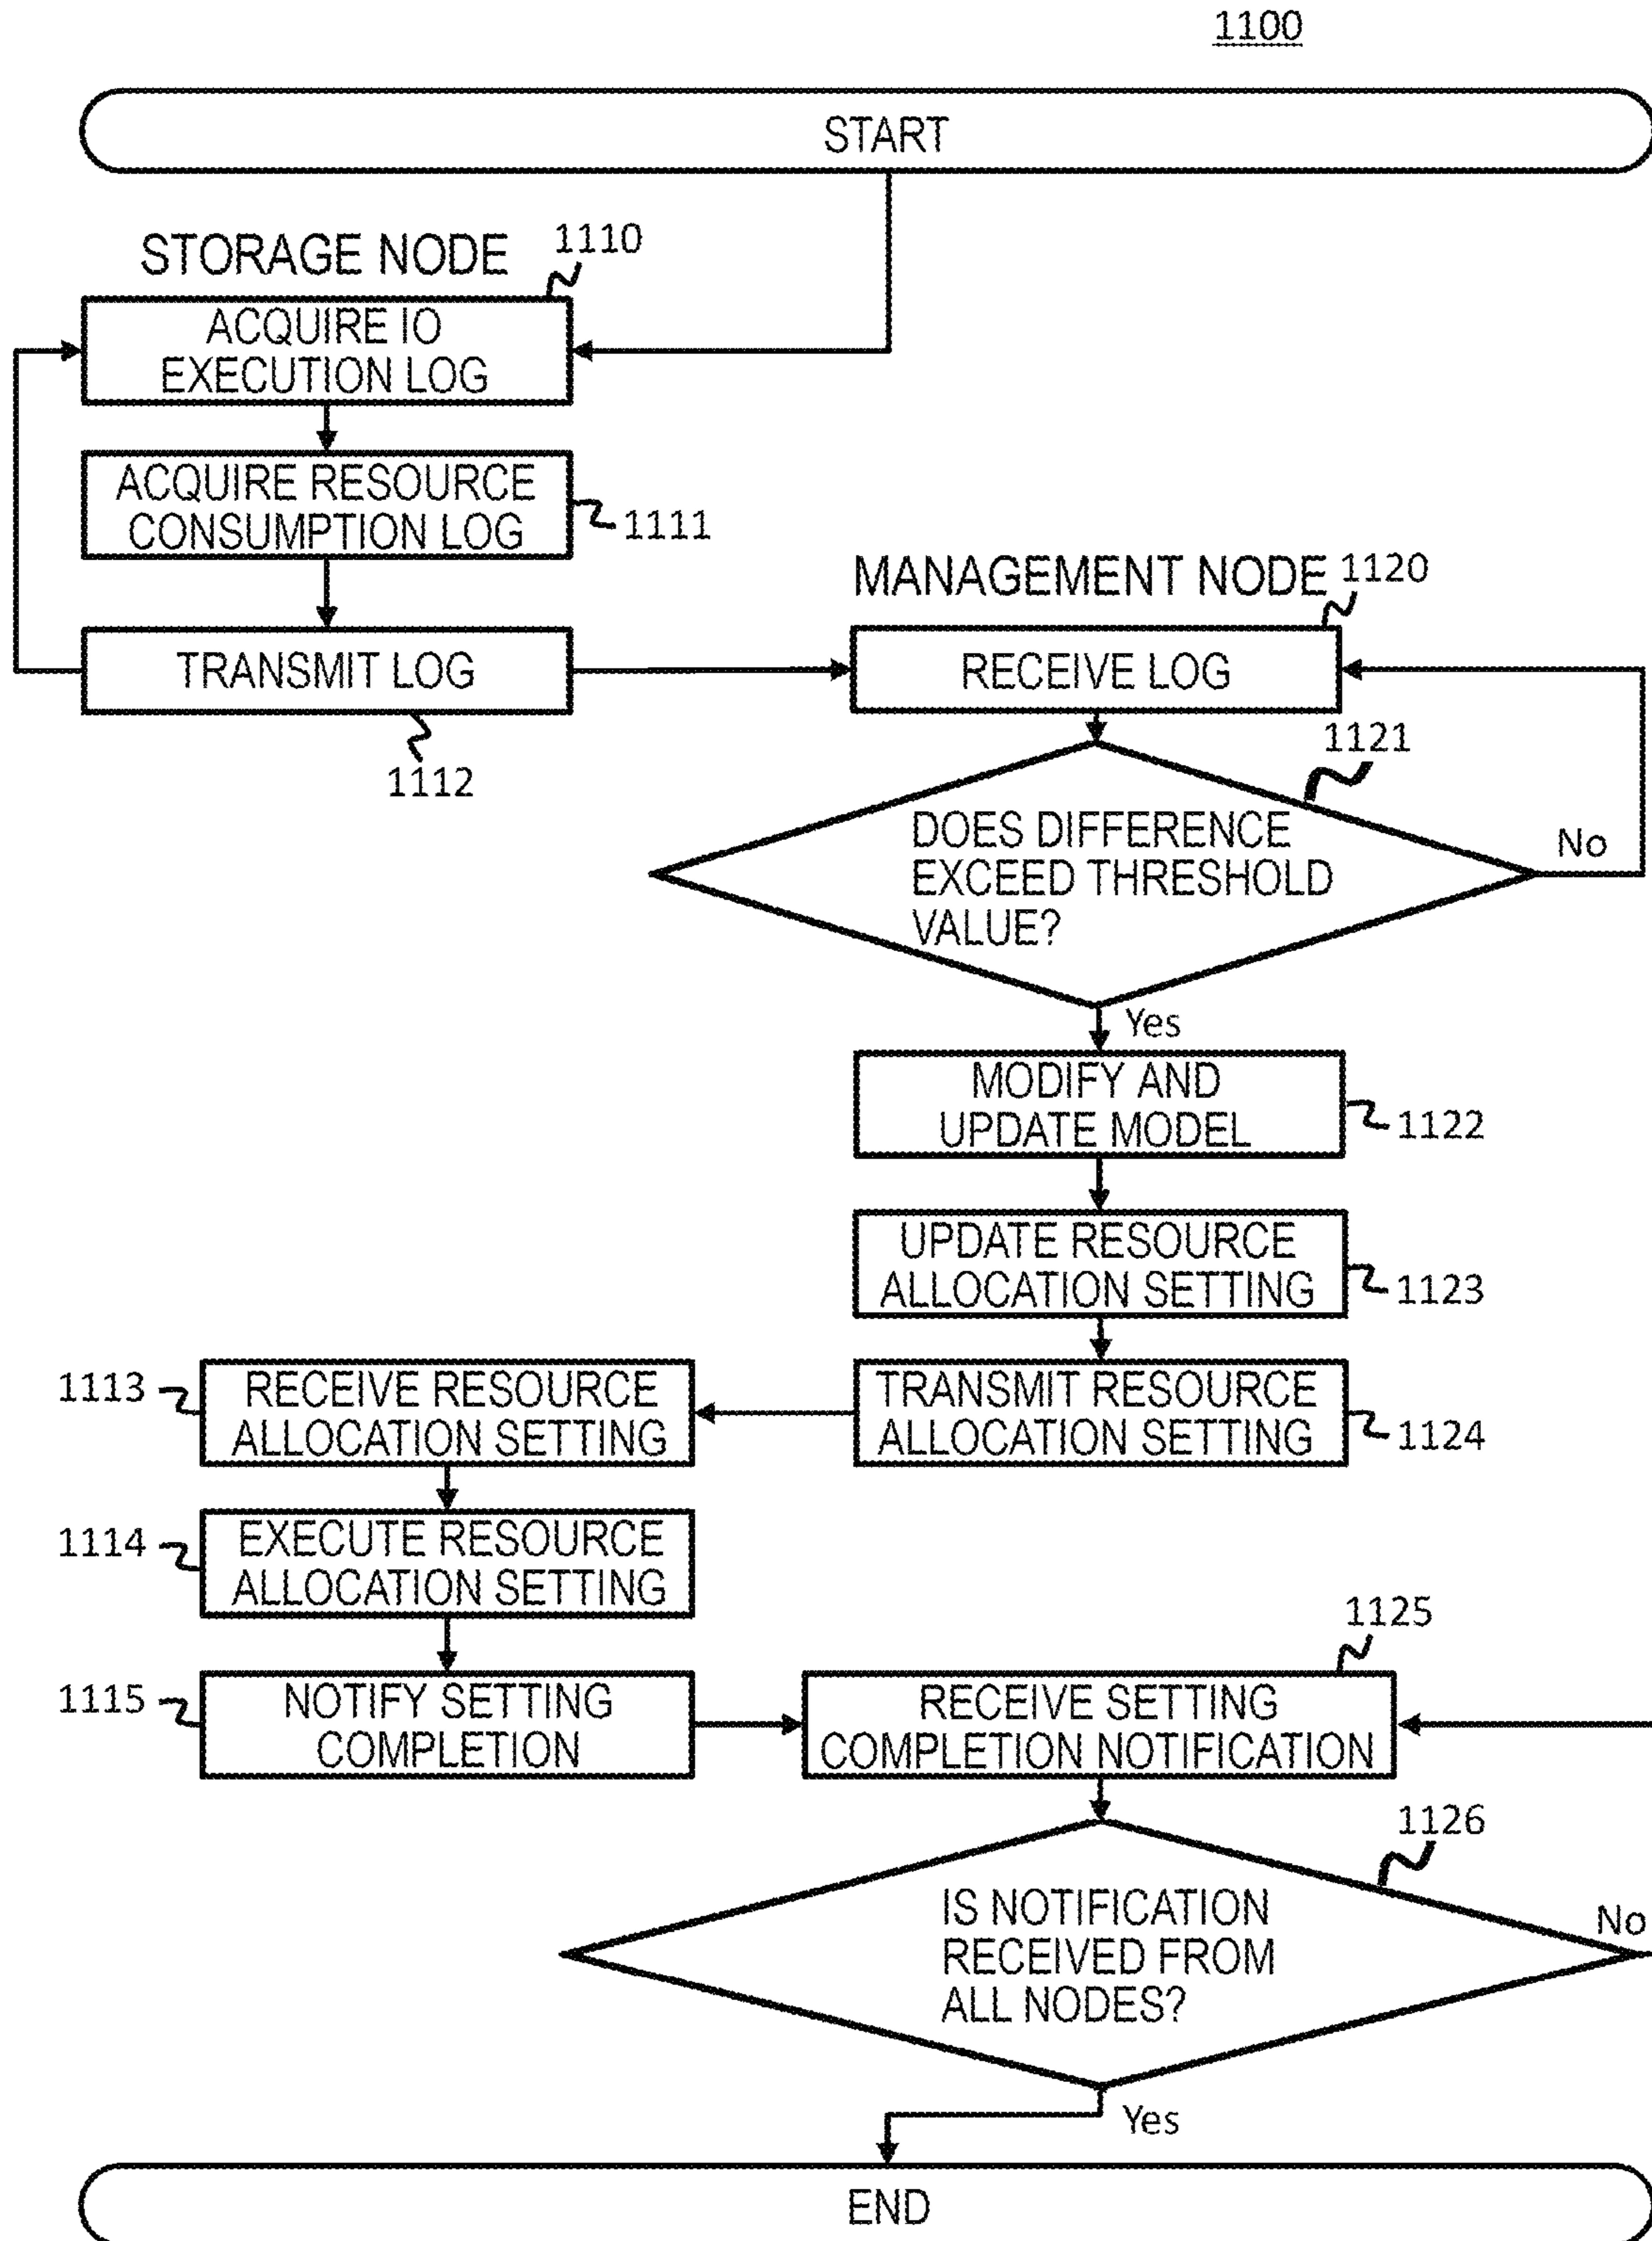 1100
START
STORAGE NODE
1110
ACQUIRE IO
EXECUTION LOG
ACQUIRE RESOURCE
CONSUMPTION LOG
1111
MANAGEMENT NODE
1120
TRANSMIT LOG
RECEIVE LOG
1112
1121
DOES DIFFERENCE
EXCEED THRESHOLD
VALUE?
No
Yes
MODIFY AND
UPDATE MODEL
1122
UPDATE RESOURCE
ALLOCATION SETTING
1123
1113
RECEIVE RESOURCE
ALLOCATION SETTING
TRANSMIT RESOURCE
ALLOCATION SETTING
1124
1114
EXECUTE RESOURCE
ALLOCATION SETTING
1125
1115
NOTIFY SETTING
COMPLETION
RECEIVE SETTING
COMPLETION NOTIFICATION
1126
IS NOTIFICATION
RECEIVED FROM
ALL NODES?
No
Yes
END